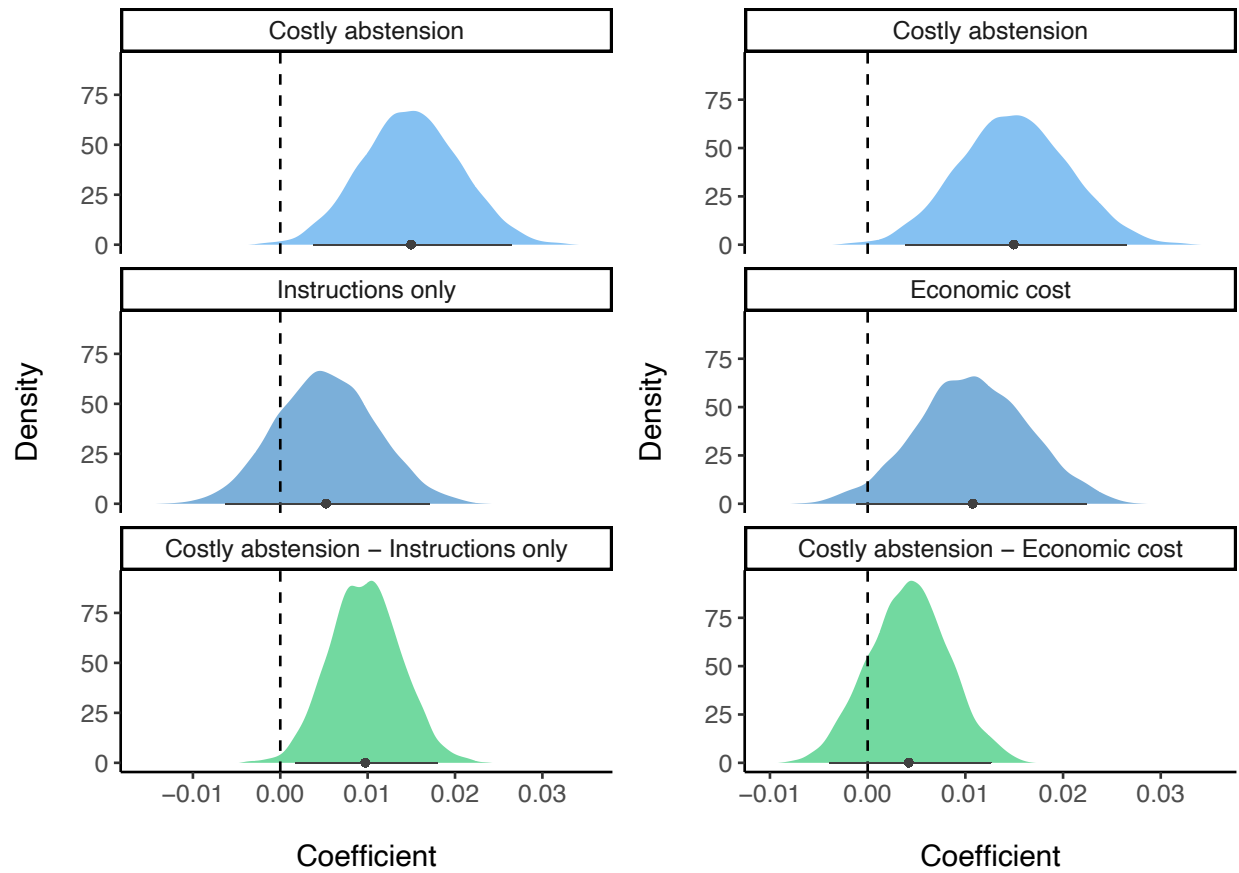 Costly abstension
Costly abstension
75
50
25
0
75
50
25
0
Instructions only
Economic cost
75
50
25
0
75
50
25
0
Density
Density
Costly abstension – Instructions only
Costly abstension – Economic cost
75
50
25
0
75
50
25
0
−0.01 0.00 0.01 0.02 0.03
−0.01 0.00 0.01 0.02 0.03
Coefficient
Coefficient